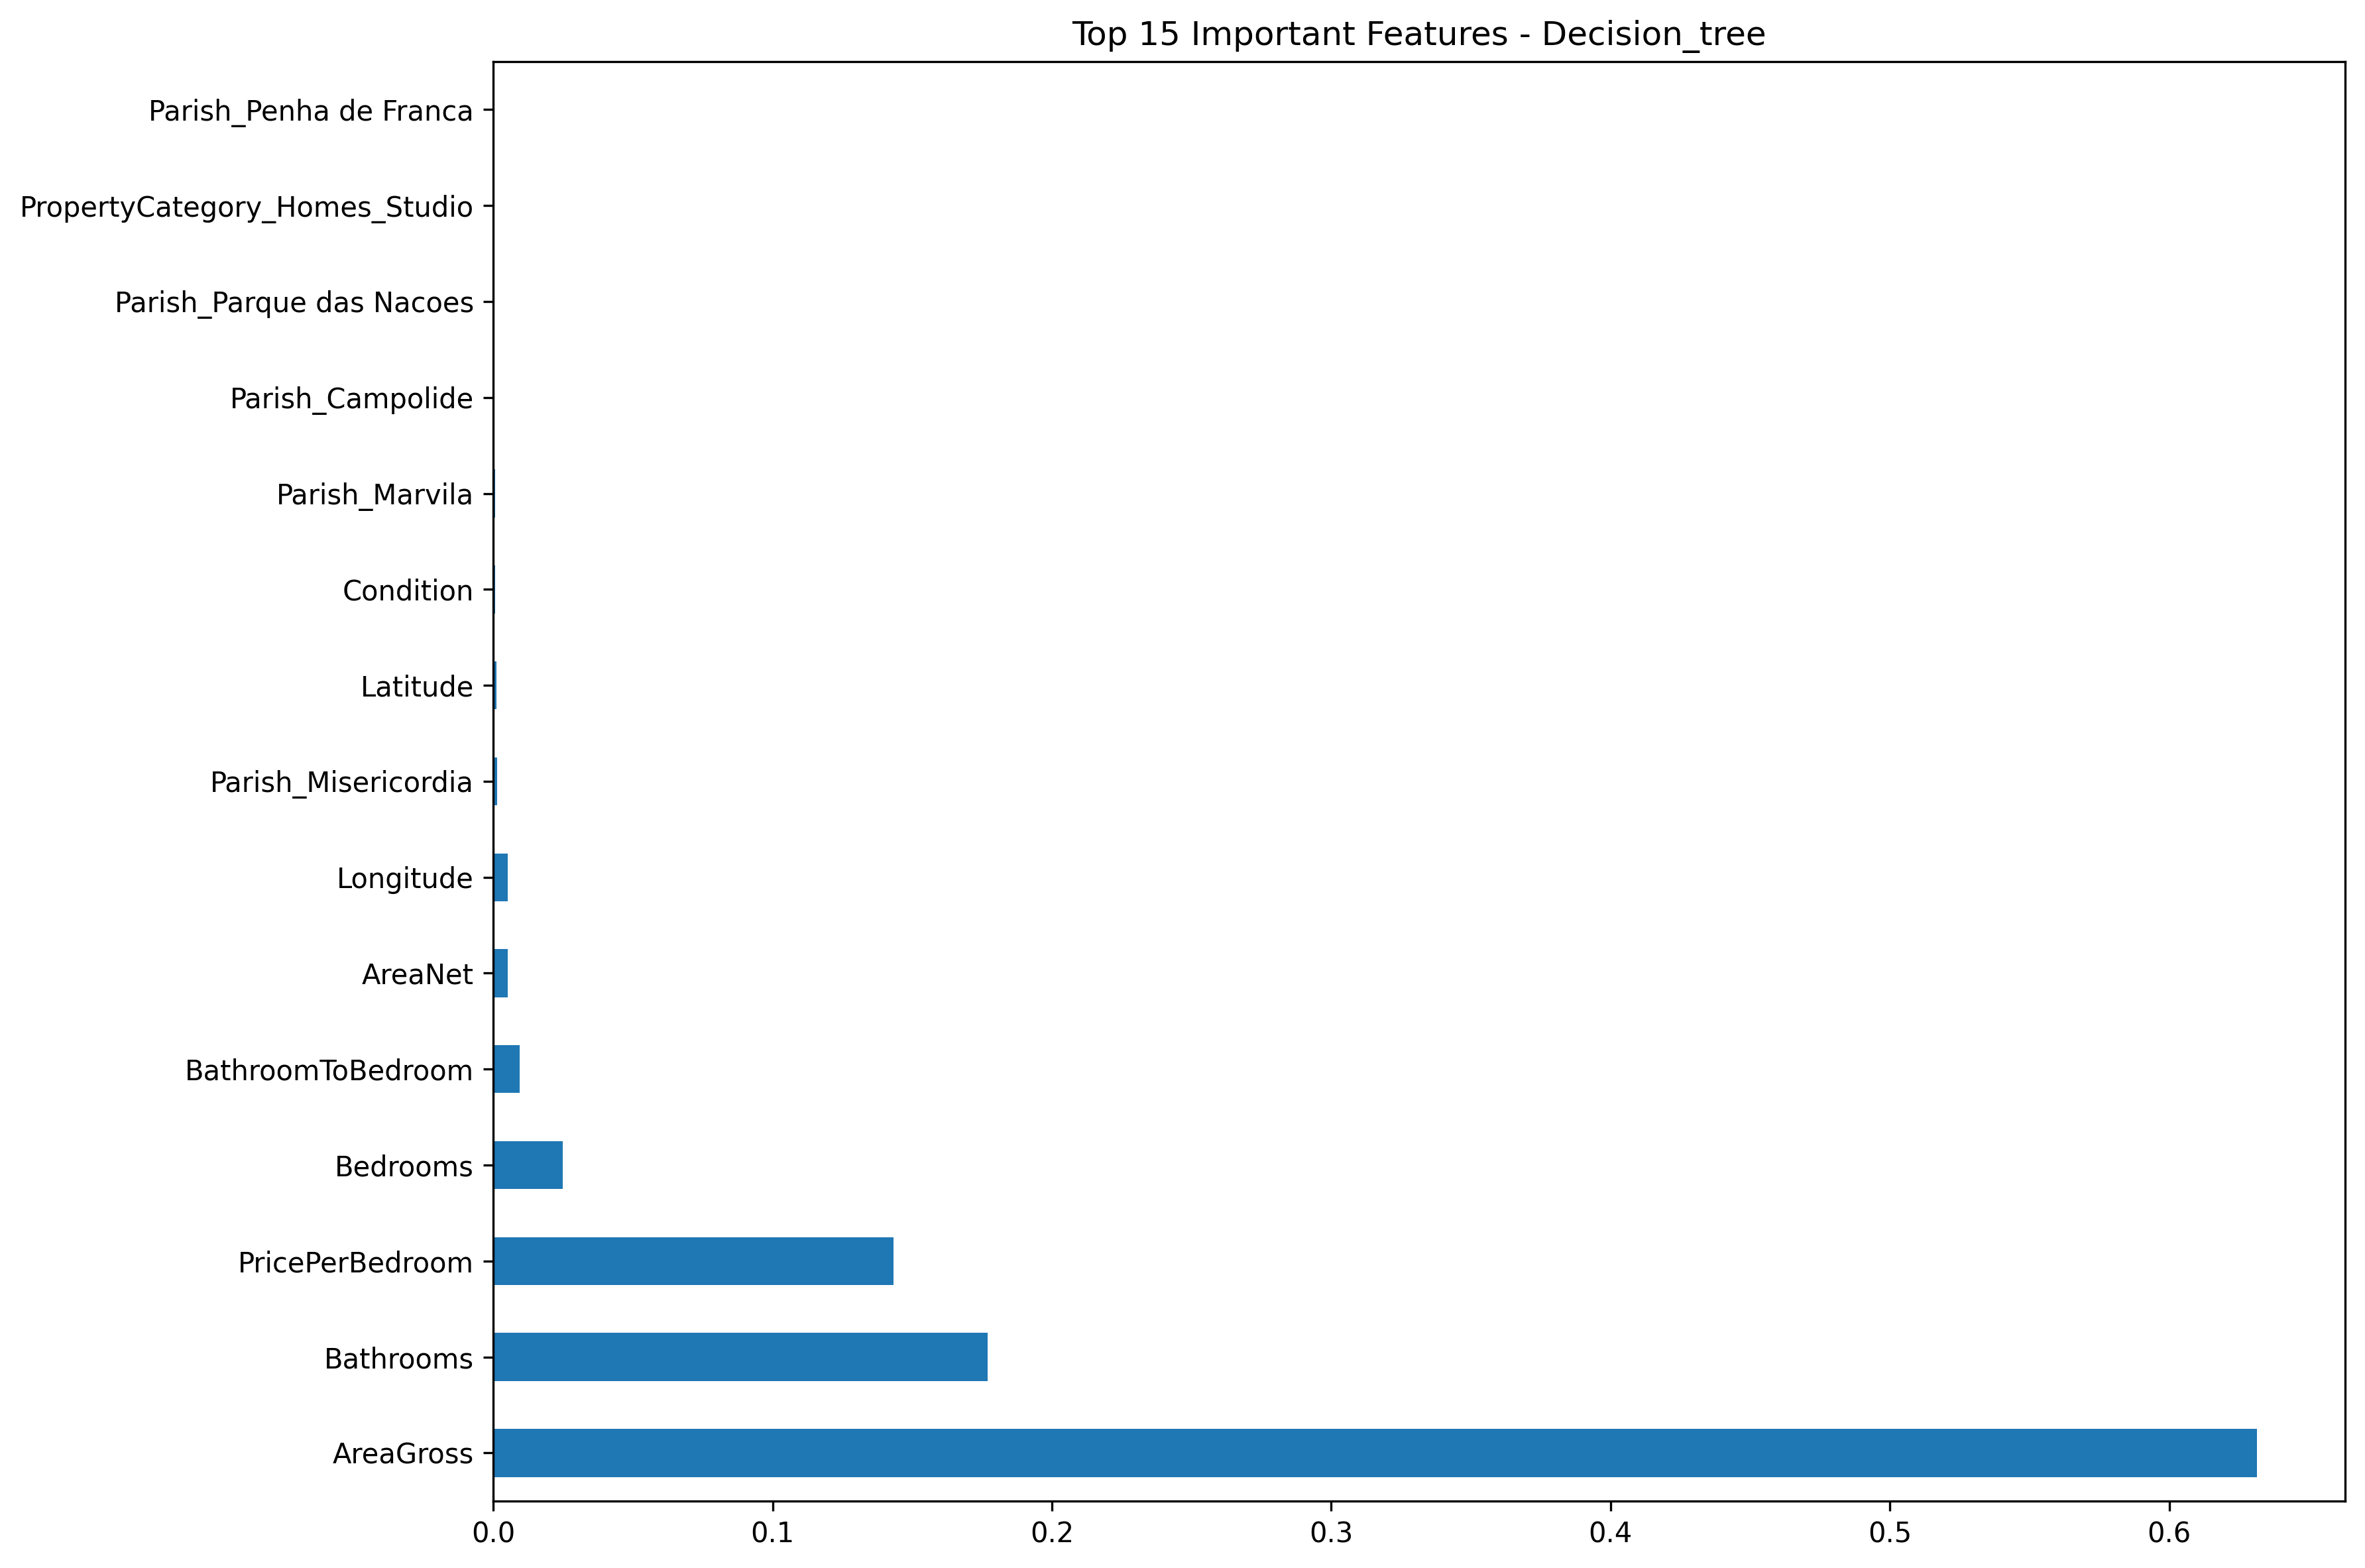 Top 15 Important Features - Decision_tree
Parish_Penha de Franca
PropertyCategory_Homes_Studio
Parish_Parque das Nacoes
Parish_Campolide
Parish_Marvila
Condition
Latitude
Parish_Misericordia
Longitude
AreaNet
BathroomToBedroom
Bedrooms
PricePerBedroom
Bathrooms
AreaGross
0.0 0.1 0.2 0.3 0.4 0.5 0.6